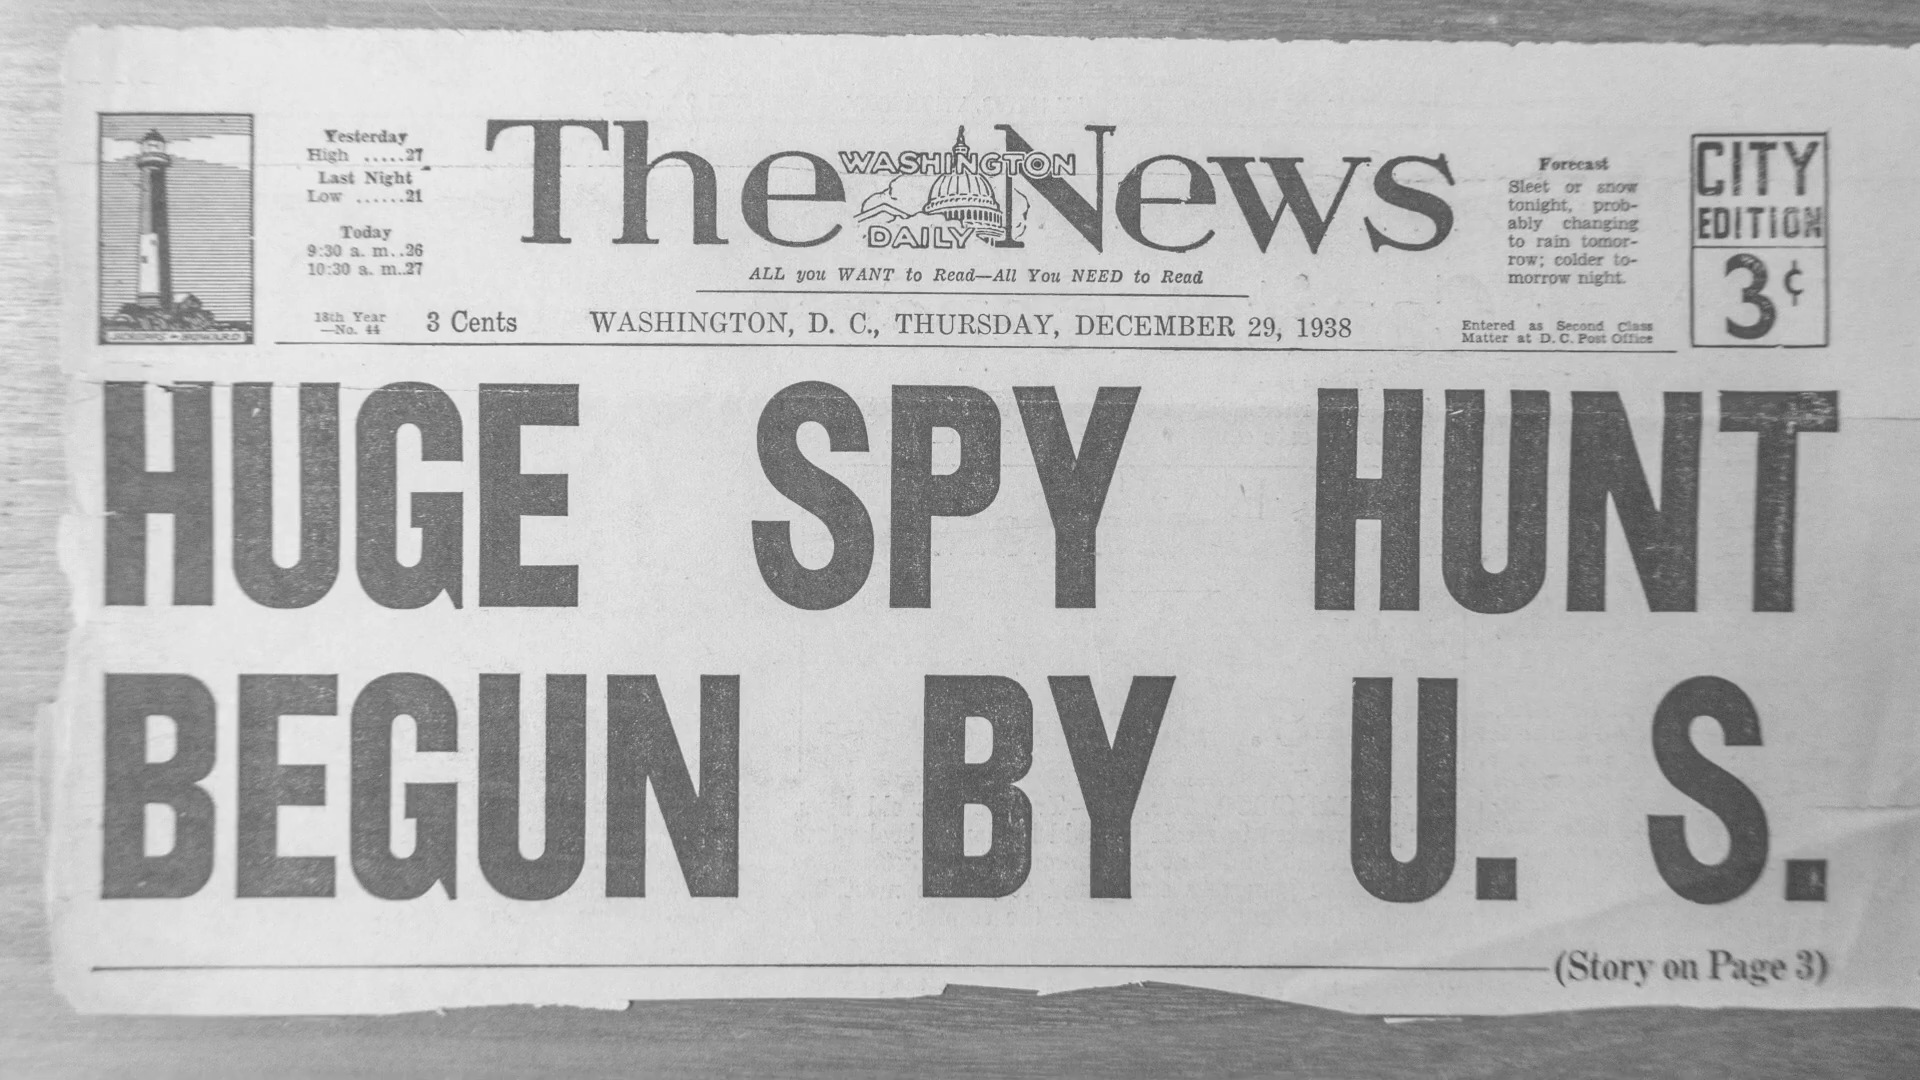 Yesterday
High .....27
Last Night
Low ......21
Today
9:30 a. m..26
10:30 a. m..27
18th Year
—No. 44
3 Cents
The News
WASHINGTON
DAILY
ALL you WANT to Read—All You NEED to Read
WASHINGTON, D. C., THURSDAY, DECEMBER 29, 1938
Forecast
Sleet or snow
tonight, prob-
ably changing
to rain tomor-
row; colder to-
morrow night.
Entered as Second Class
Matter at D. C. Post Office
CITY
EDITION
3¢
SCRIPPS - HOWARD
HUGE SPY HUNT
BEGUN BY U. S.
(Story on Page 3)